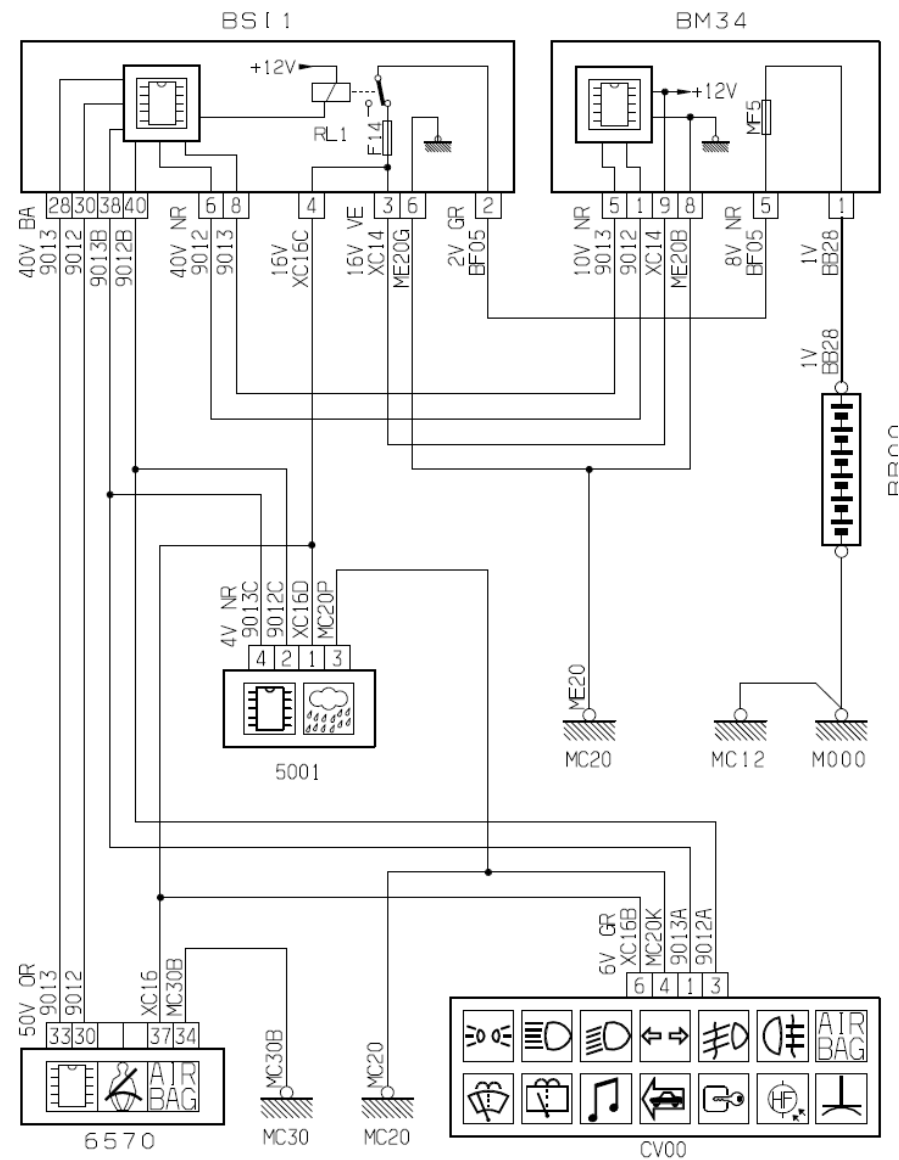 BSI1 BM34
+12V
RL1
F14
+12V
MF5
28 30 38 40 6 8 4 3 6 2 5 1 9 8 5 1
40V BA
9013
9012
9013B
9012B
40V NR
9012
9013
16V
XC16C
16V VE
XC14
ME20G
2V GR
BF05
10V NR
9013
9012
XC14
ME20B
8V NR
BF05
1V
BB28
1V
BB28
BB00
4V NR
9013C
9012C
XC16D
MC20P
4 2 1 3
5001
ME20
MC20 MC12 M000
6V GR
XC16B
MC20K
9013A
9012A
6 4 1 3
50V OR
9013
9012
XC16
MC30B
33 30 37 34
AIR
BAG
6570
MC30B
MC30
MC20
MC20
AIR
BAG
HF
CV00